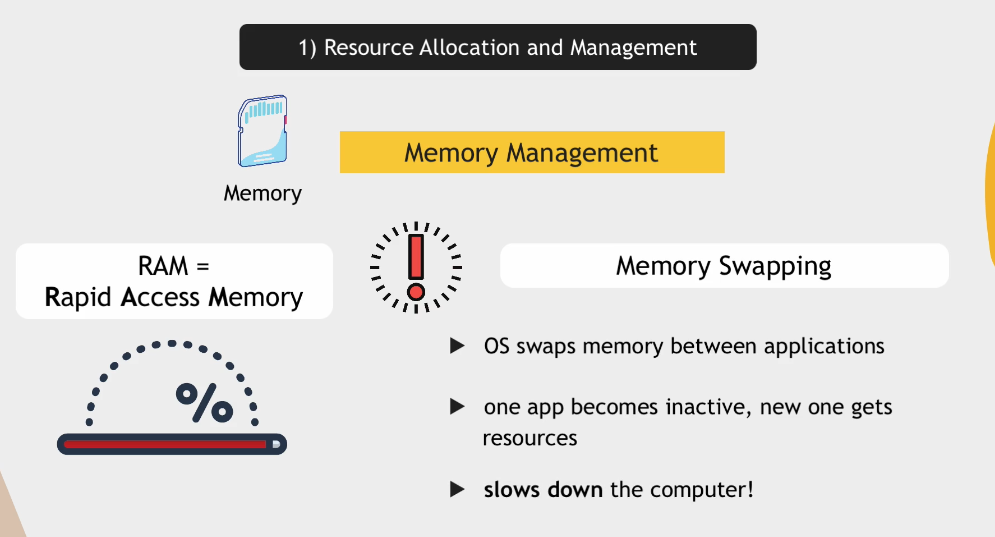 1) Resource Allocation and Management
Memory Management
Memory
RAM =
Rapid Access Memory
%
Memory Swapping
OS swaps memory between applications
one app becomes inactive, new one gets
resources
slows down the computer!